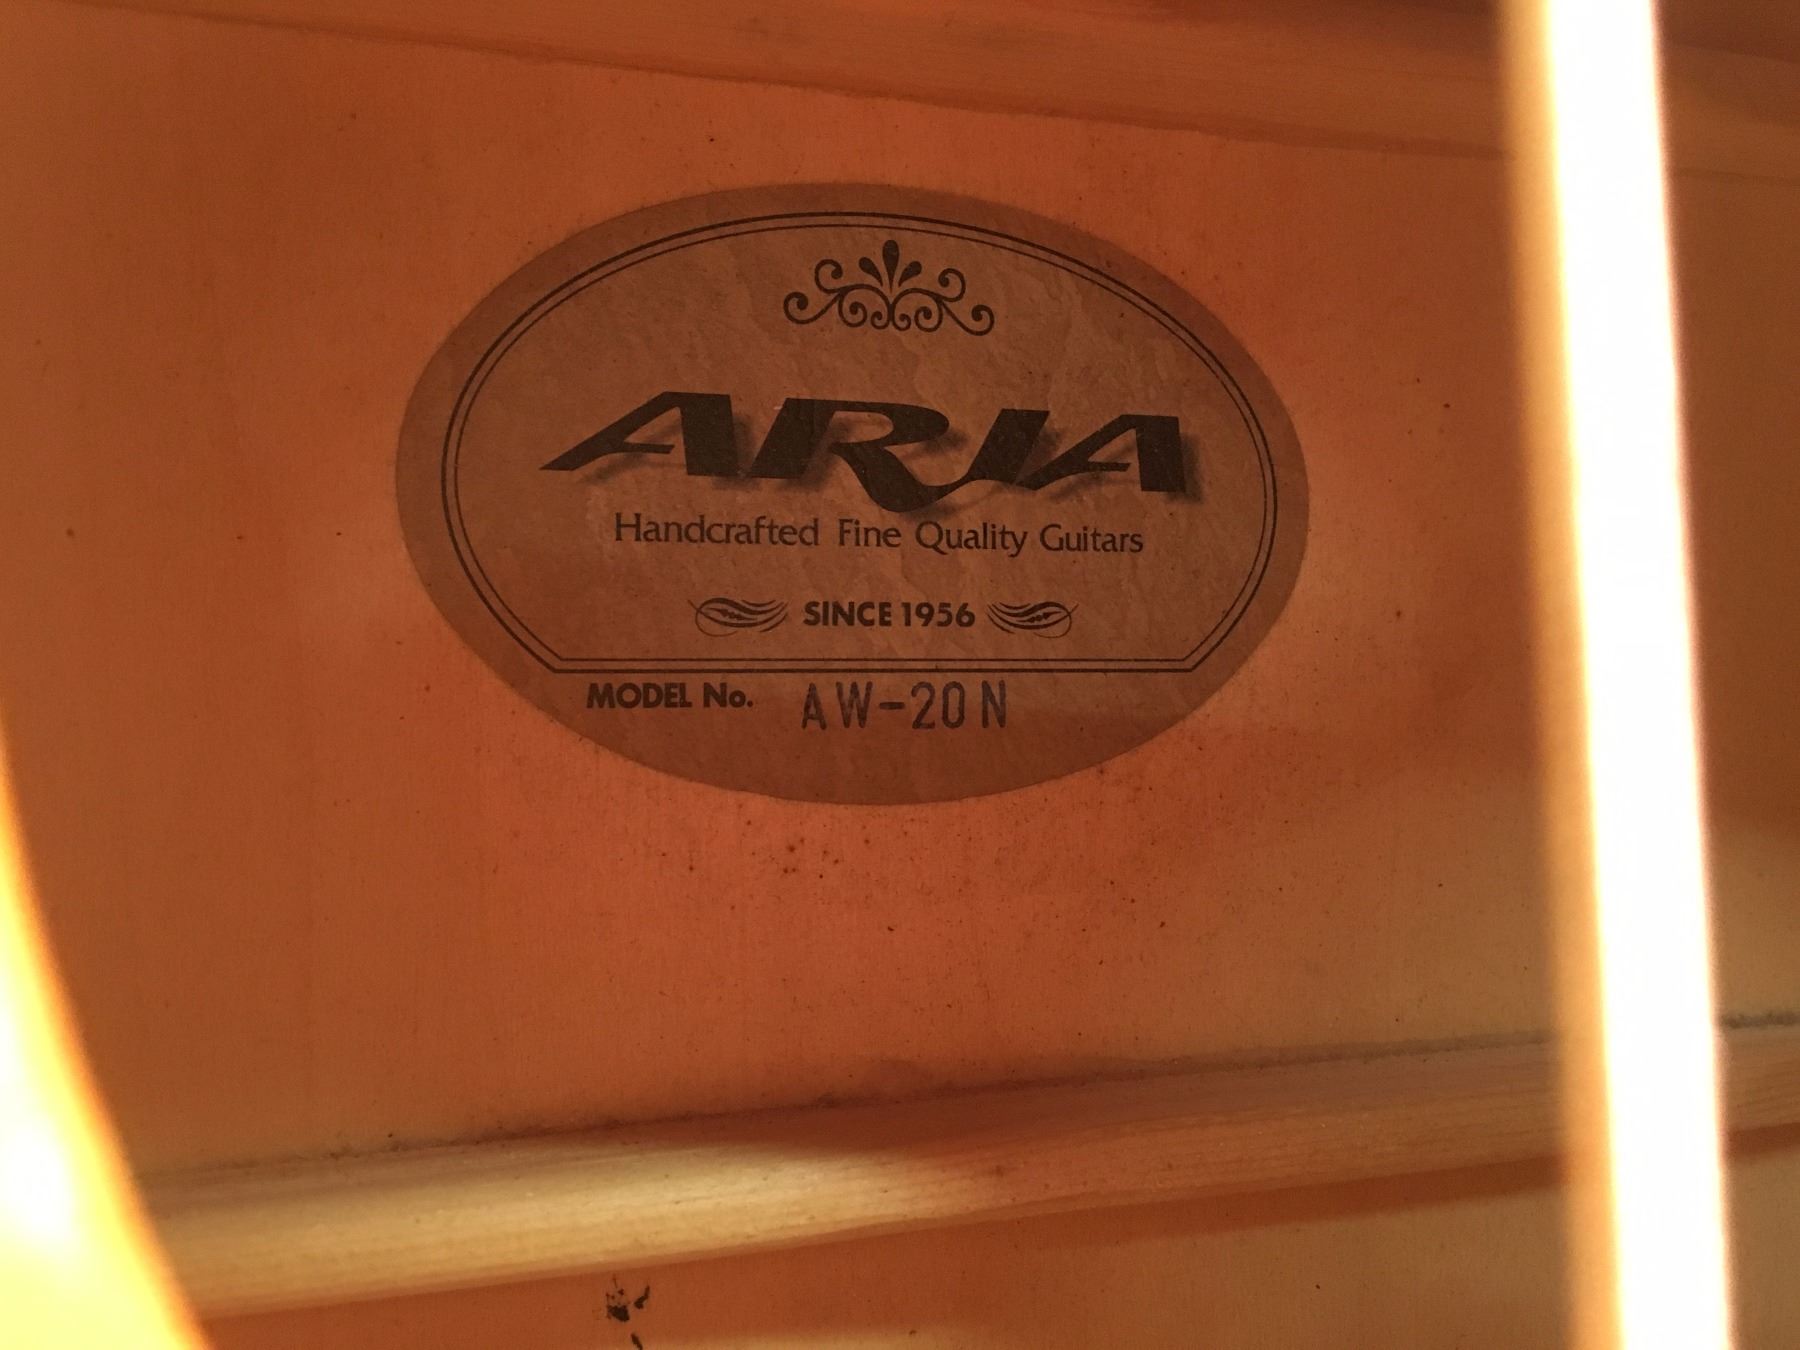 ARIA
Handcrafted Fine Quality Guitars
SINCE 1956
MODEL No. AW-20N